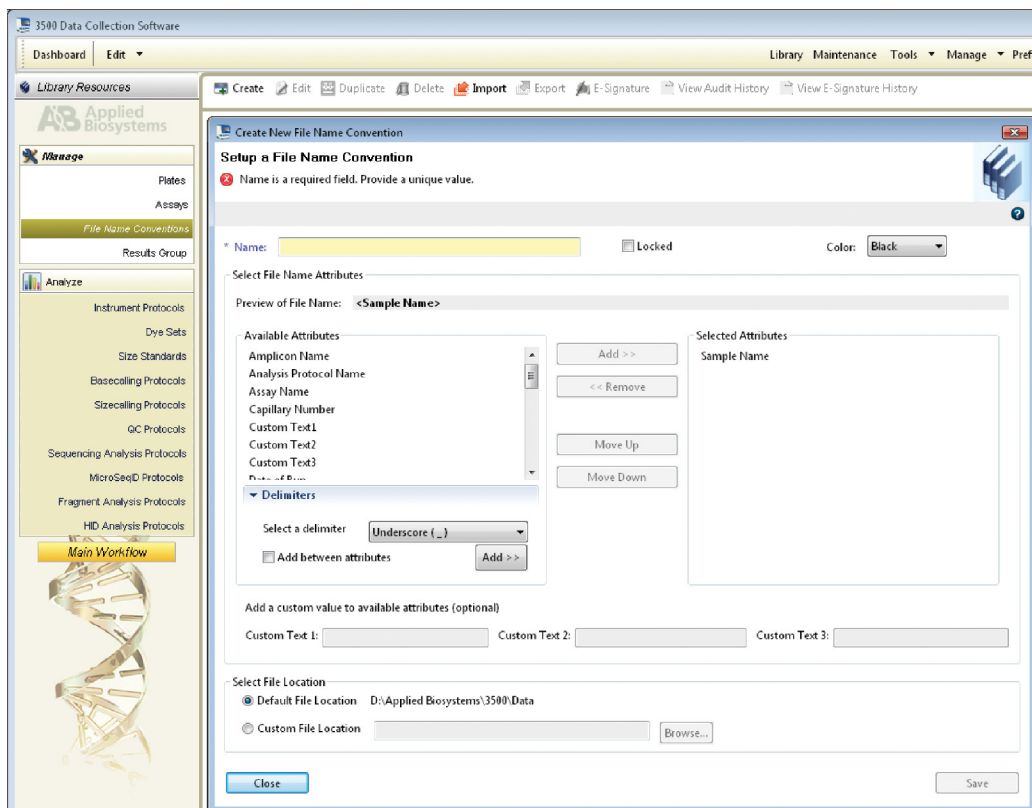 3500 Data Collection Software
Dashboard Edit Library Maintenance Tools Manage Pref
Library Resources
Create Edit Duplicate Delete Import Export E-Signature View Audit History View E-Signature History
AB Applied
Biosystems
Manage
Plates
Assays
File Name Conventions
Results Group
Analyze
Instrument Protocols
Dye Sets
Size Standards
Basecalling Protocols
Sizecalling Protocols
QC Protocols
Sequencing Analysis Protocols
MicroSeqID Protocols
Fragment Analysis Protocols
HID Analysis Protocols
Main Workflow
Create New File Name Convention
Setup a File Name Convention
Name is a required field. Provide a unique value.
* Name: Locked Color: Black
Select File Name Attributes
Preview of File Name: <Sample Name>
Available Attributes
Amplicon Name
Analysis Protocol Name
Assay Name
Capillary Number
Custom Text1
Custom Text2
Custom Text3
Date of Run
Add >>
<< Remove
Move Up
Move Down
Selected Attributes
Sample Name
Delimiters
Select a delimiter Underscore ( _ )
Add between attributes Add >>
Add a custom value to available attributes (optional)
Custom Text 1: Custom Text 2: Custom Text 3:
Select File Location
Default File Location D:\Applied Biosystems\3500\Data
Custom File Location Browse...
Close Save